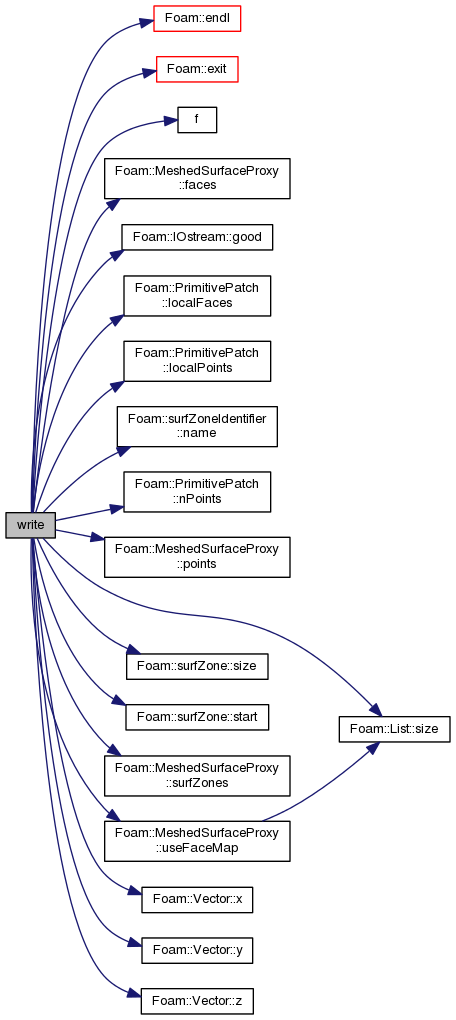 Foam::endl
Foam::exit
f
Foam::MeshedSurfaceProxy
::faces
Foam::IOstream::good
Foam::PrimitivePatch
::localFaces
Foam::PrimitivePatch
::localPoints
Foam::surfZoneIdentifier
::name
Foam::PrimitivePatch
::nPoints
write
Foam::MeshedSurfaceProxy
::points
Foam::surfZone::size
Foam::surfZone::start
Foam::List::size
Foam::MeshedSurfaceProxy
::surfZones
Foam::MeshedSurfaceProxy
::useFaceMap
Foam::Vector::x
Foam::Vector::y
Foam::Vector::z